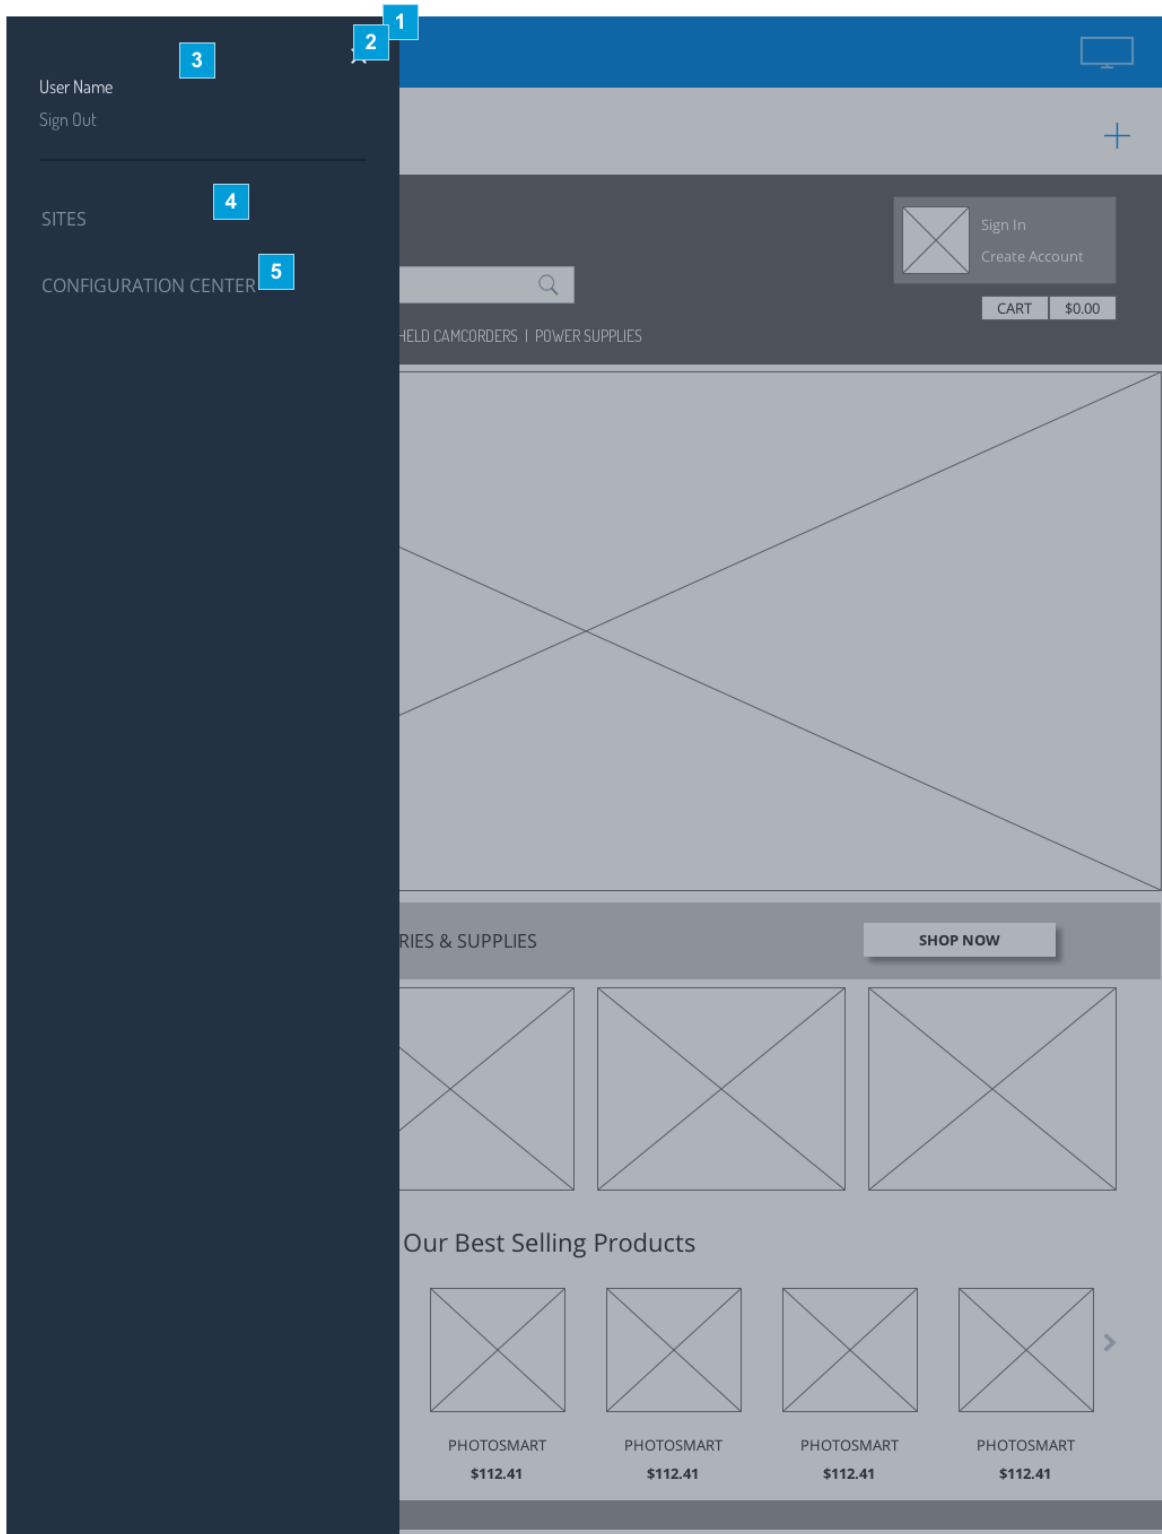 1
2
3
User Name
Sign Out
4
SITES
5
CONFIGURATION CENTER
Sign In
Create Account
CART $0.00
HELD CAMCORDERS | POWER SUPPLIES
RIES & SUPPLIES
SHOP NOW
Our Best Selling Products
PHOTOSMART PHOTOSMART PHOTOSMART PHOTOSMART
$112.41 $112.41 $112.41 $112.41